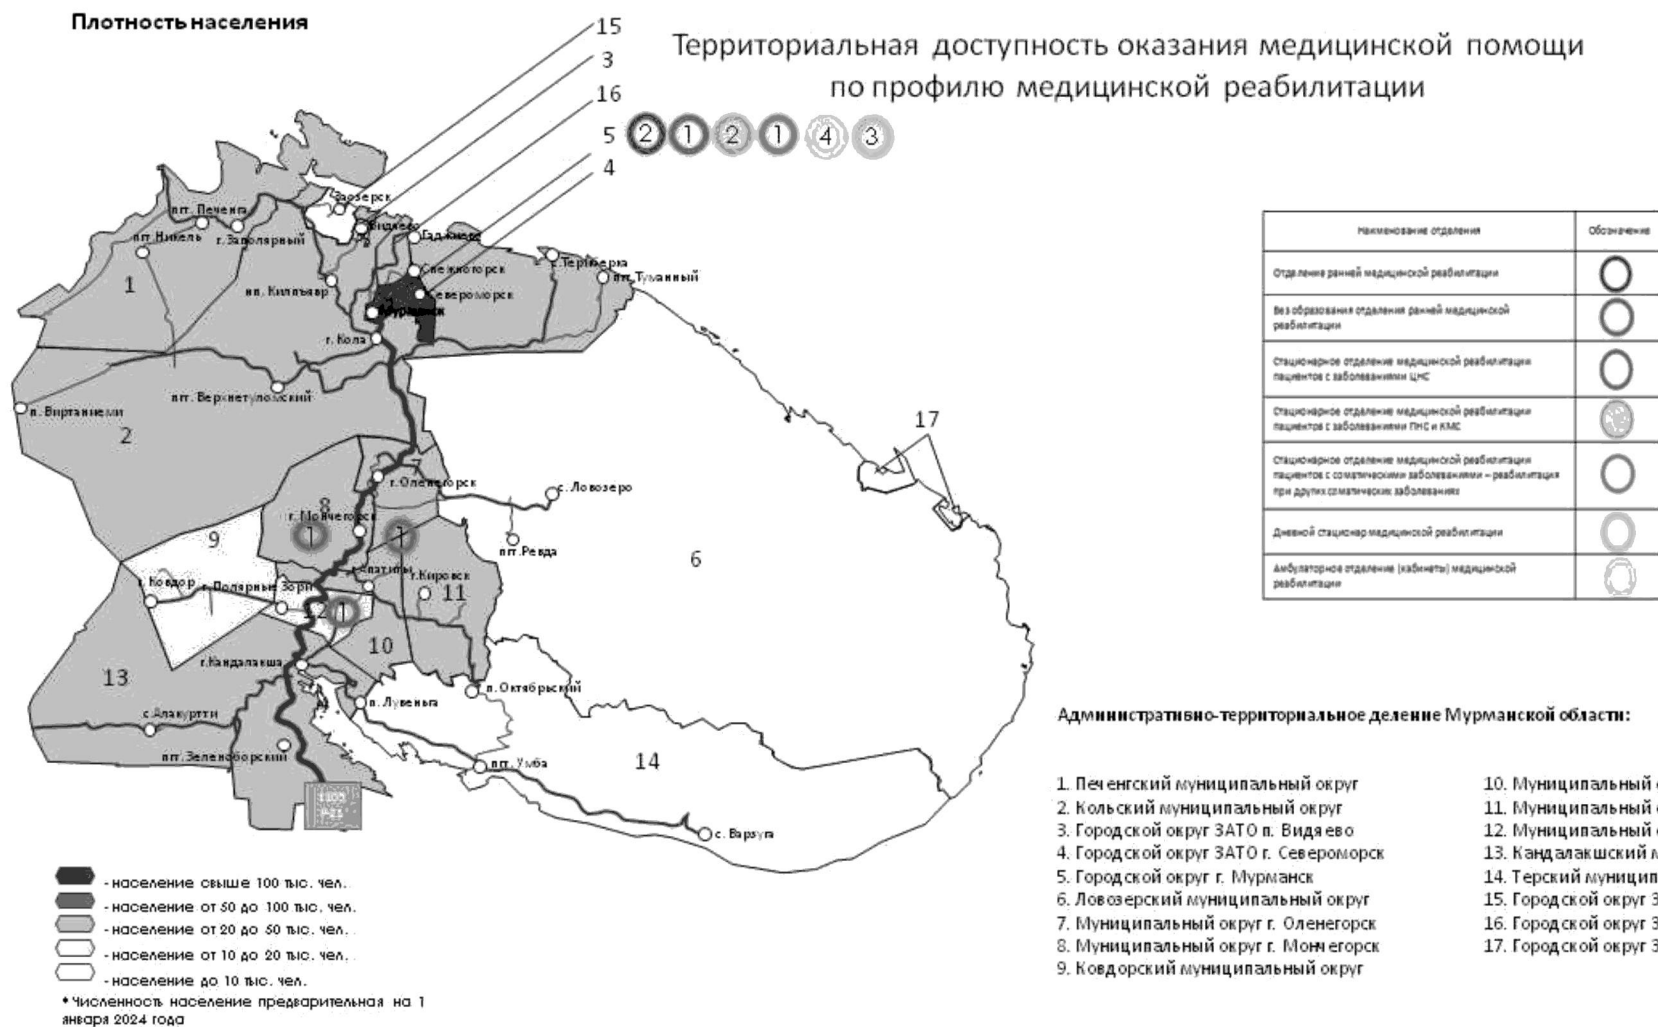 Плотность населения
Территориальная доступность оказания медицинской помощи
по профилю медицинской реабилитации
15
3
16
5 2 1 2 1 4 3
4
Заозерск
Видяево
Гаджиево
пгт. Печенга
пгт. Никель
г. Заполярный
Снежногорск
с. Териберка
пгт. Туманный
нп. Килпъявр
Североморск
Мурманск
1
г. Кола
п. Виртаниеми
пгт. Верхнетуломский
2
17
7
г. Оленегорск
с. Ловозеро
8
г. Мончегорск
9
1
1
пгт. Ревда
6
г. Ковдор
г. Полярные Зори
г. Апатиты
г. Кировск
11
12
1
10
г. Кандалакша
13
п. Октябрьский
п. Лувеньга
с. Алакуртти
пгт. Зеленоборский
пгт. Умба
14
с. Варзуга
Наименование отделения Обозначение
Отделение ранней медицинской реабилитации
Без образования отделения ранней медицинской
реабилитации
Стационарное отделение медицинской реабилитации
пациентов с заболеваниями ЦНС
Стационарное отделение медицинской реабилитации
пациентов с заболеваниями ПНС и КМС
Стационарное отделение медицинской реабилитации
пациентов с соматическими заболеваниями – реабилитация
при других соматических заболеваниях
Дневной стационар медицинской реабилитации
Амбулаторное отделение (кабинеты) медицинской
реабилитации
- население свыше 100 тыс. чел.
- население от 50 до 100 тыс. чел.
- население от 20 до 50 тыс. чел.
- население от 10 до 20 тыс. чел.
- население до 10 тыс. чел.
* Численность население предварительная на 1
января 2024 года
Административно-территориальное деление Мурманской области:
1. Печенгский муниципальный округ
2. Кольский муниципальный округ
3. Городской округ ЗАТО п. Видяево
4. Городской округ ЗАТО г. Североморск
5. Городской округ г. Мурманск
6. Ловозерский муниципальный округ
7. Муниципальный округ г. Оленегорск
8. Муниципальный округ г. Мончегорск
9. Ковдорский муниципальный округ
10. Муниципальный
11. Муниципальный
12. Муниципальный
13. Кандалакшский м
14. Терский муницип
15. Городской округ З
16. Городской округ З
17. Городской округ З